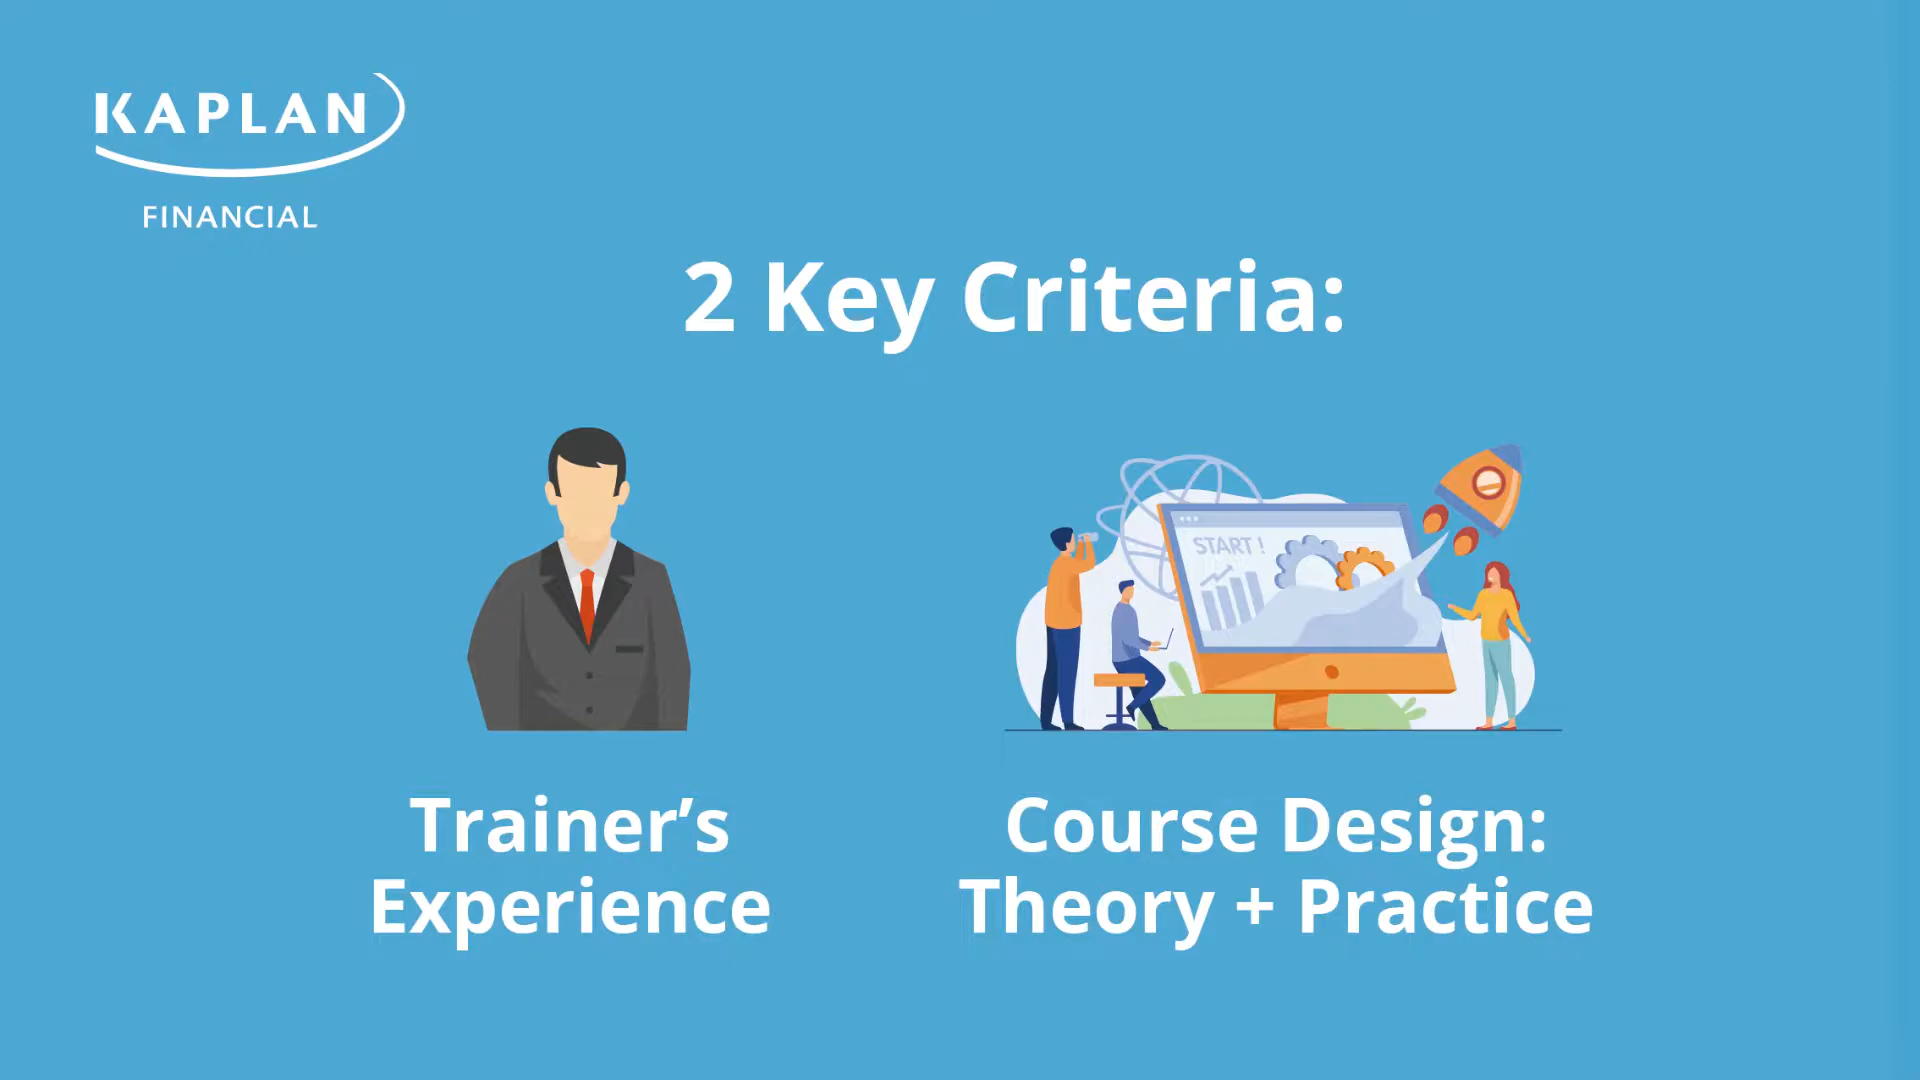 KAPLAN
FINANCIAL
2 Key Criteria:
START !
Trainer’s
Experience
Course Design:
Theory + Practice